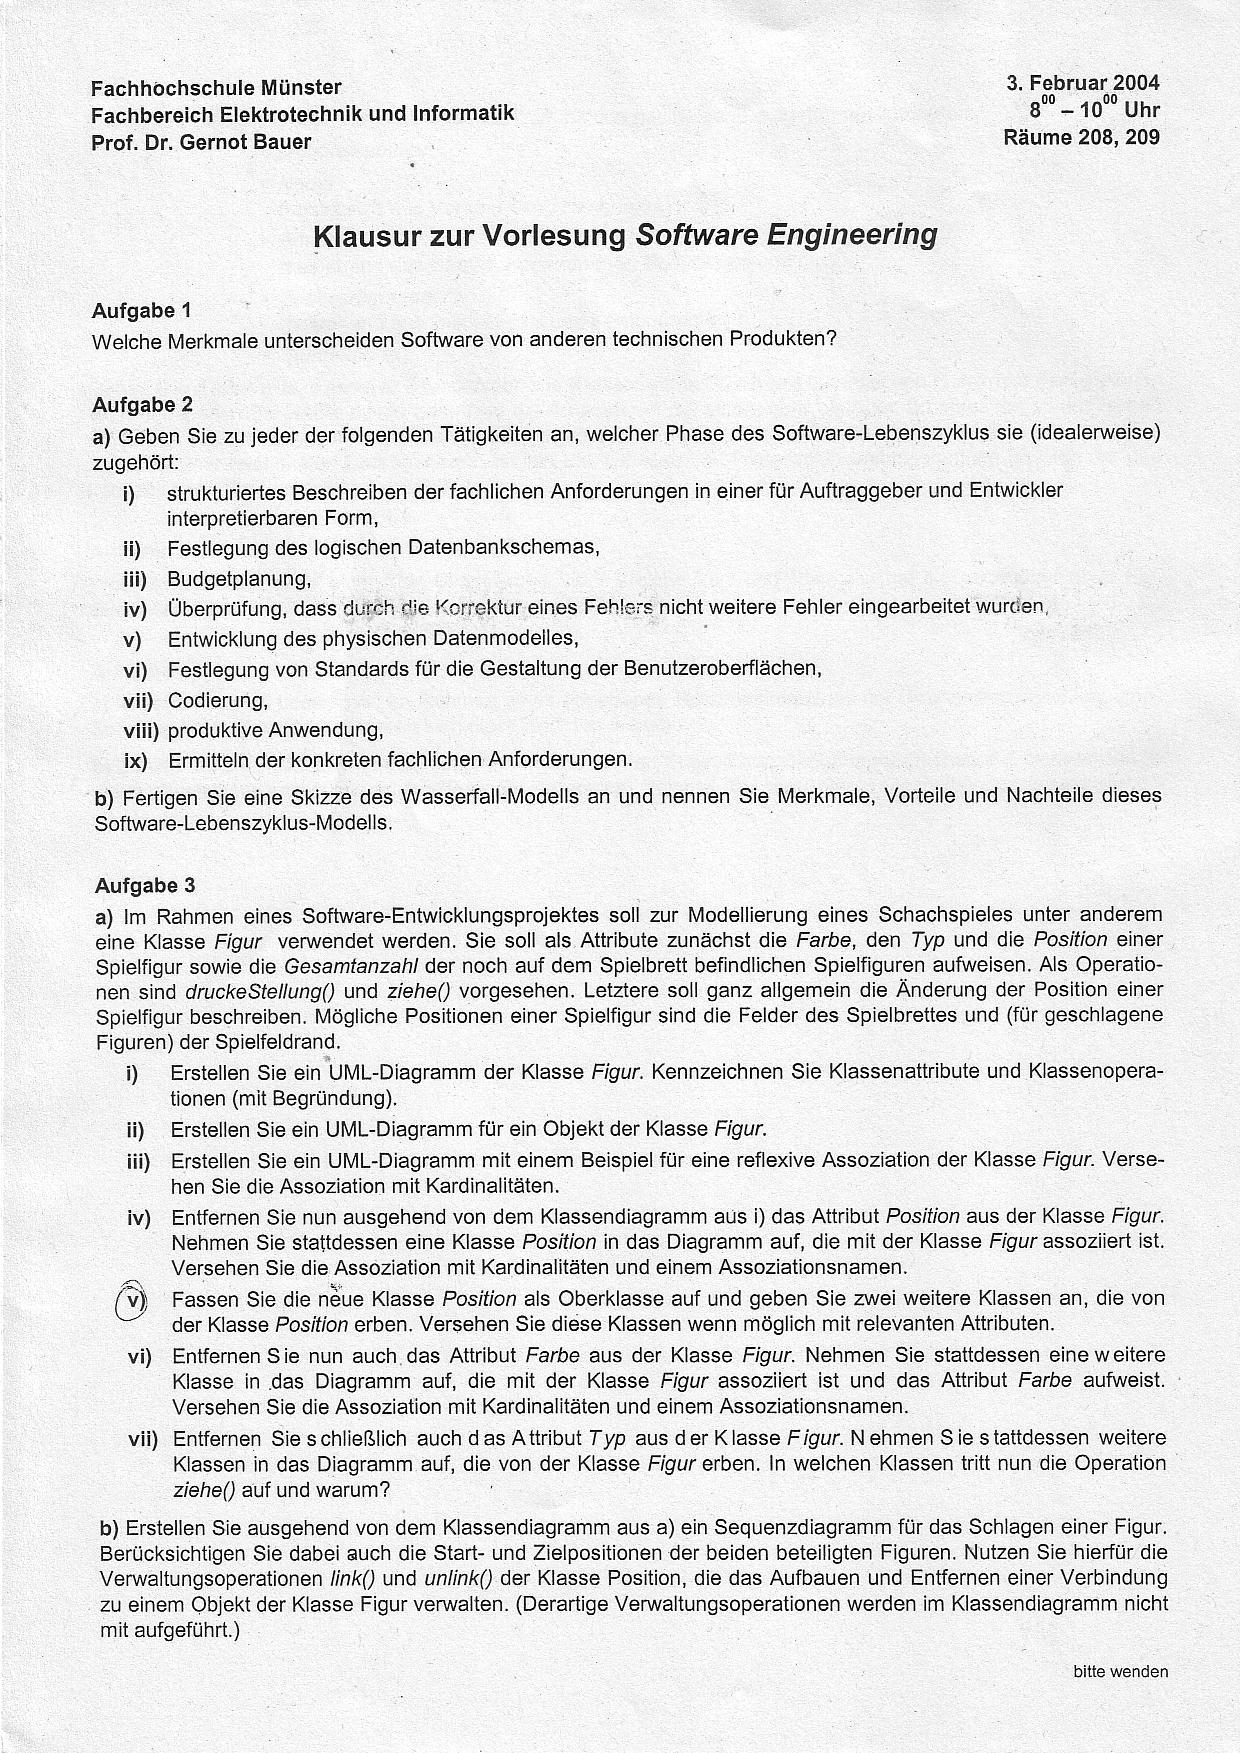 Fachhochschule Münster
Fachbereich Elektrotechnik und Informatik
Prof. Dr. Gernot Bauer
3. Februar 2004
8⁰⁰ – 10⁰⁰ Uhr
Räume 208, 209
Klausur zur Vorlesung Software Engineering
Aufgabe 1
Welche Merkmale unterscheiden Software von anderen technischen Produkten?
Aufgabe 2
a) Geben Sie zu jeder der folgenden Tätigkeiten an, welcher Phase des Software-Lebenszyklus sie (idealerweise)
zugehört:
i) strukturiertes Beschreiben der fachlichen Anforderungen in einer für Auftraggeber und Entwickler
interpretierbaren Form,
ii) Festlegung des logischen Datenbankschemas,
iii) Budgetplanung,
iv) Überprüfung, dass durch die Korrektur eines Fehlers nicht weitere Fehler eingearbeitet wurden,
v) Entwicklung des physischen Datenmodelles,
vi) Festlegung von Standards für die Gestaltung der Benutzeroberflächen,
vii) Codierung,
viii) produktive Anwendung,
ix) Ermitteln der konkreten fachlichen Anforderungen.
b) Fertigen Sie eine Skizze des Wasserfall-Modells an und nennen Sie Merkmale, Vorteile und Nachteile dieses
Software-Lebenszyklus-Modells.
Aufgabe 3
a) Im Rahmen eines Software-Entwicklungsprojektes soll zur Modellierung eines Schachspieles unter anderem
eine Klasse Figur verwendet werden. Sie soll als Attribute zunächst die Farbe, den Typ und die Position einer
Spielfigur sowie die Gesamtanzahl der noch auf dem Spielbrett befindlichen Spielfiguren aufweisen. Als Operatio-
nen sind druckeStellung() und ziehe() vorgesehen. Letztere soll ganz allgemein die Änderung der Position einer
Spielfigur beschreiben. Mögliche Positionen einer Spielfigur sind die Felder des Spielbrettes und (für geschlagene
Figuren) der Spielfeldrand.
i) Erstellen Sie ein UML-Diagramm der Klasse Figur. Kennzeichnen Sie Klassenattribute und Klassenopera-
tionen (mit Begründung).
ii) Erstellen Sie ein UML-Diagramm für ein Objekt der Klasse Figur.
iii) Erstellen Sie ein UML-Diagramm mit einem Beispiel für eine reflexive Assoziation der Klasse Figur. Verse-
hen Sie die Assoziation mit Kardinalitäten.
iv) Entfernen Sie nun ausgehend von dem Klassendiagramm aus i) das Attribut Position aus der Klasse Figur.
Nehmen Sie stattdessen eine Klasse Position in das Diagramm auf, die mit der Klasse Figur assoziiert ist.
Versehen Sie die Assoziation mit Kardinalitäten und einem Assoziationsnamen.
v) Fassen Sie die neue Klasse Position als Oberklasse auf und geben Sie zwei weitere Klassen an, die von
der Klasse Position erben. Versehen Sie diese Klassen wenn möglich mit relevanten Attributen.
vi) Entfernen Sie nun auch das Attribut Farbe aus der Klasse Figur. Nehmen Sie stattdessen eine weitere
Klasse in das Diagramm auf, die mit der Klasse Figur assoziiert ist und das Attribut Farbe aufweist.
Versehen Sie die Assoziation mit Kardinalitäten und einem Assoziationsnamen.
vii) Entfernen Sie schließlich auch das Attribut Typ aus der Klasse Figur. Nehmen Sie stattdessen weitere
Klassen in das Diagramm auf, die von der Klasse Figur erben. In welchen Klassen tritt nun die Operation
ziehe() auf und warum?
b) Erstellen Sie ausgehend von dem Klassendiagramm aus a) ein Sequenzdiagramm für das Schlagen einer Figur.
Berücksichtigen Sie dabei auch die Start- und Zielpositionen der beiden beteiligten Figuren. Nutzen Sie hierfür die
Verwaltungsoperationen link() und unlink() der Klasse Position, die das Aufbauen und Entfernen einer Verbindung
zu einem Objekt der Klasse Figur verwalten. (Derartige Verwaltungsoperationen werden im Klassendiagramm nicht
mit aufgeführt.)
bitte wenden